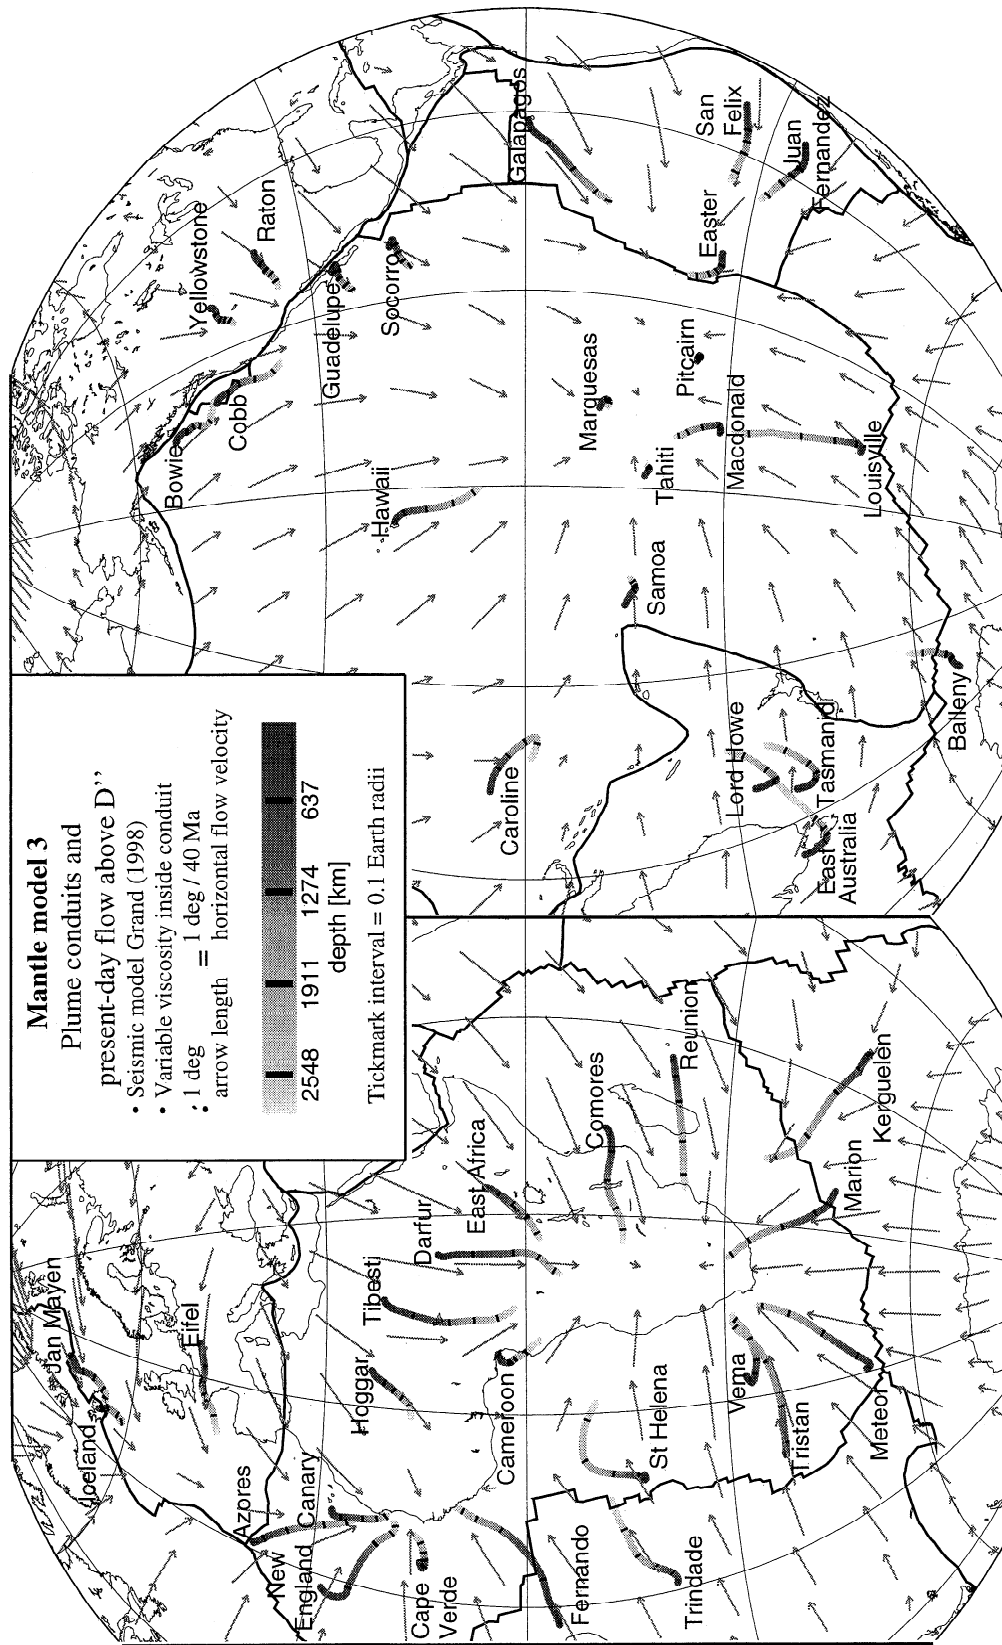 Mantle model 3
Plume conduits and
present-day flow above D’’
• Seismic model Grand (1998)
• Variable viscosity inside conduit
: 1 deg = 1 deg / 40 Ma
arrow length horizontal flow velocity
2548 1911 1274 637
depth [km]
Tickmark interval = 0.1 Earth radii
Jan Mayen
Iceland
Eifel
Azores
New
England
Canary
Cape
Verde
Hoggar
Tibesti
Darfur
East Africa
Cameroon
Comores
Fernando
St Helena
Trindade
Reunion
Vema
Tristan
Meteor
Marion
Kerguelen
Bowie
Cobb
Yellowstone
Raton
Guadelupe
Socorro
Hawaii
Galapagos
Caroline
Marquesas
Samoa
Tahiti
Pitcairn
Macdonald
Easter
San
Felix
Juan
Fernandez
Lord Howe
Tasmanid
East
Australia
Louisville
Balleny